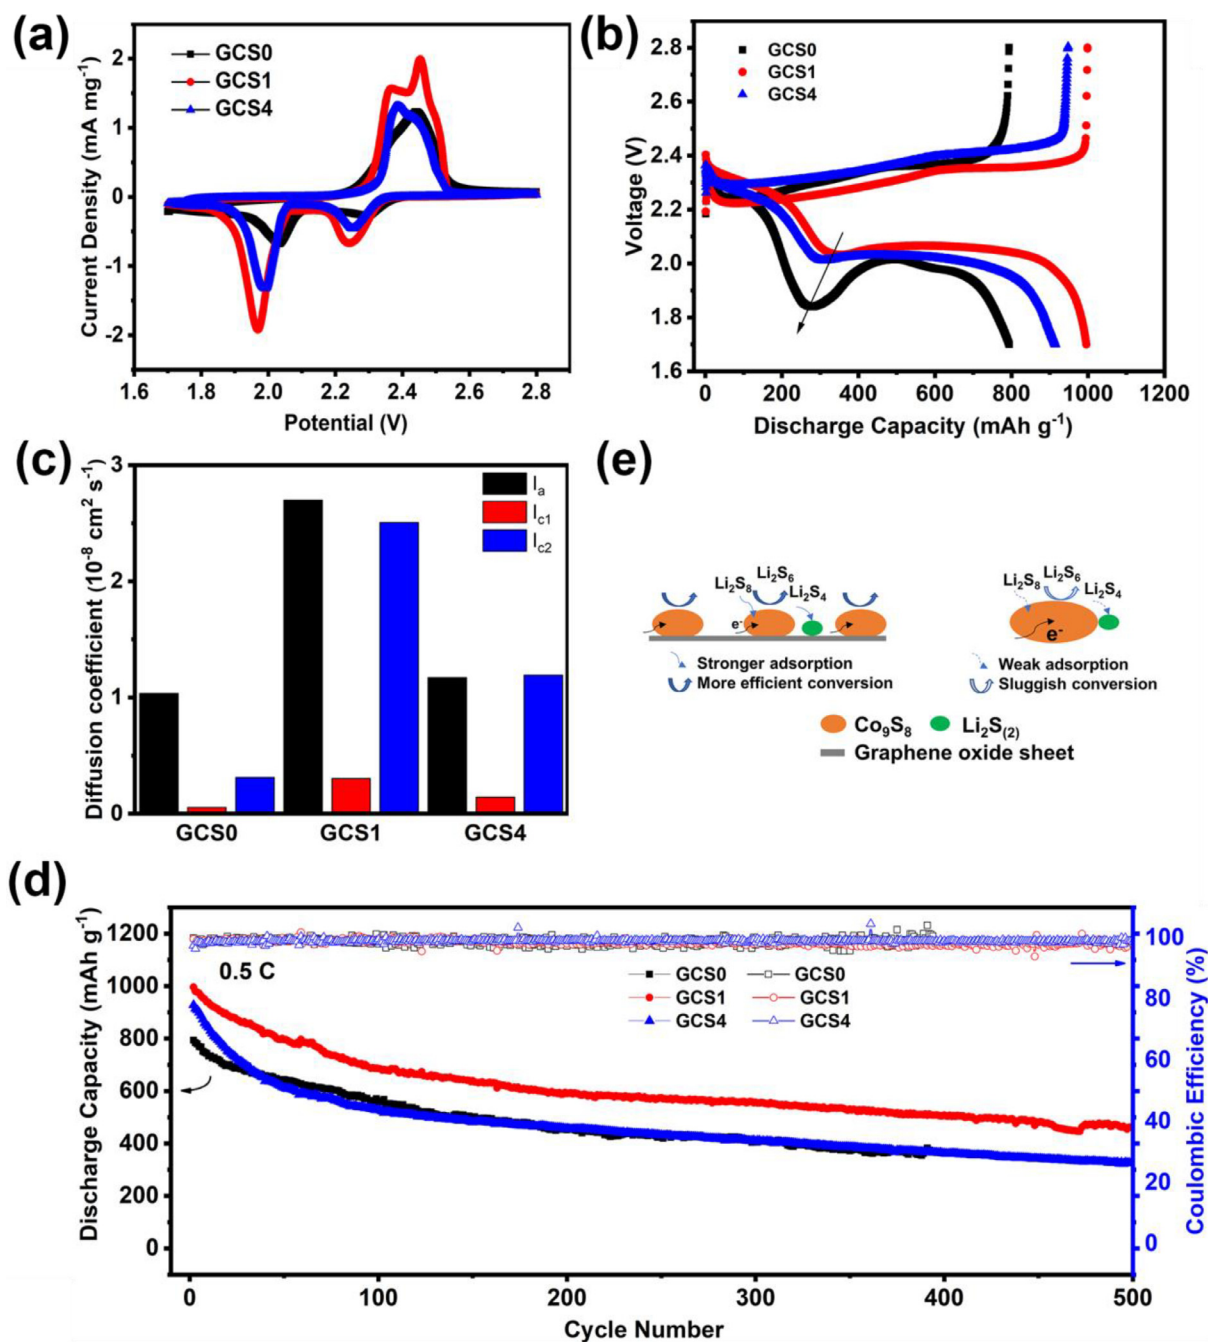 (a)
GCS0
GCS1
GCS4
2
1
0
-1
-2
Current Density (mA mg⁻¹)
1.6 1.8 2.0 2.2 2.4 2.6 2.8
Potential (V)
(b)
GCS0
GCS1
GCS4
2.8
2.6
2.4
2.2
2.0
1.8
1.6
Voltage (V)
0 200 400 600 800 1000 1200
Discharge Capacity (mAh g⁻¹)
(c)
3
2
1
0
Diffusion coefficient (10⁻⁸ cm² s⁻¹)
Iₐ
I_c1
I_c2
GCS0 GCS1 GCS4
(e)
Li₂S₈
Li₂S₆
Li₂S₄
e⁻
Stronger adsorption
More efficient conversion
Li₂S₈
Li₂S₆
Li₂S₄
e⁻
Weak adsorption
Sluggish conversion
Co₉S₈ Li₂S₍₂₎
Graphene oxide sheet
(d)
1200
1000
800
600
400
200
0
Discharge Capacity (mAh g⁻¹)
0.5 C
GCS0 GCS0
GCS1 GCS1
GCS4 GCS4
100
80
60
40
20
0
Coulombic Efficiency (%)
0 100 200 300 400 500
Cycle Number